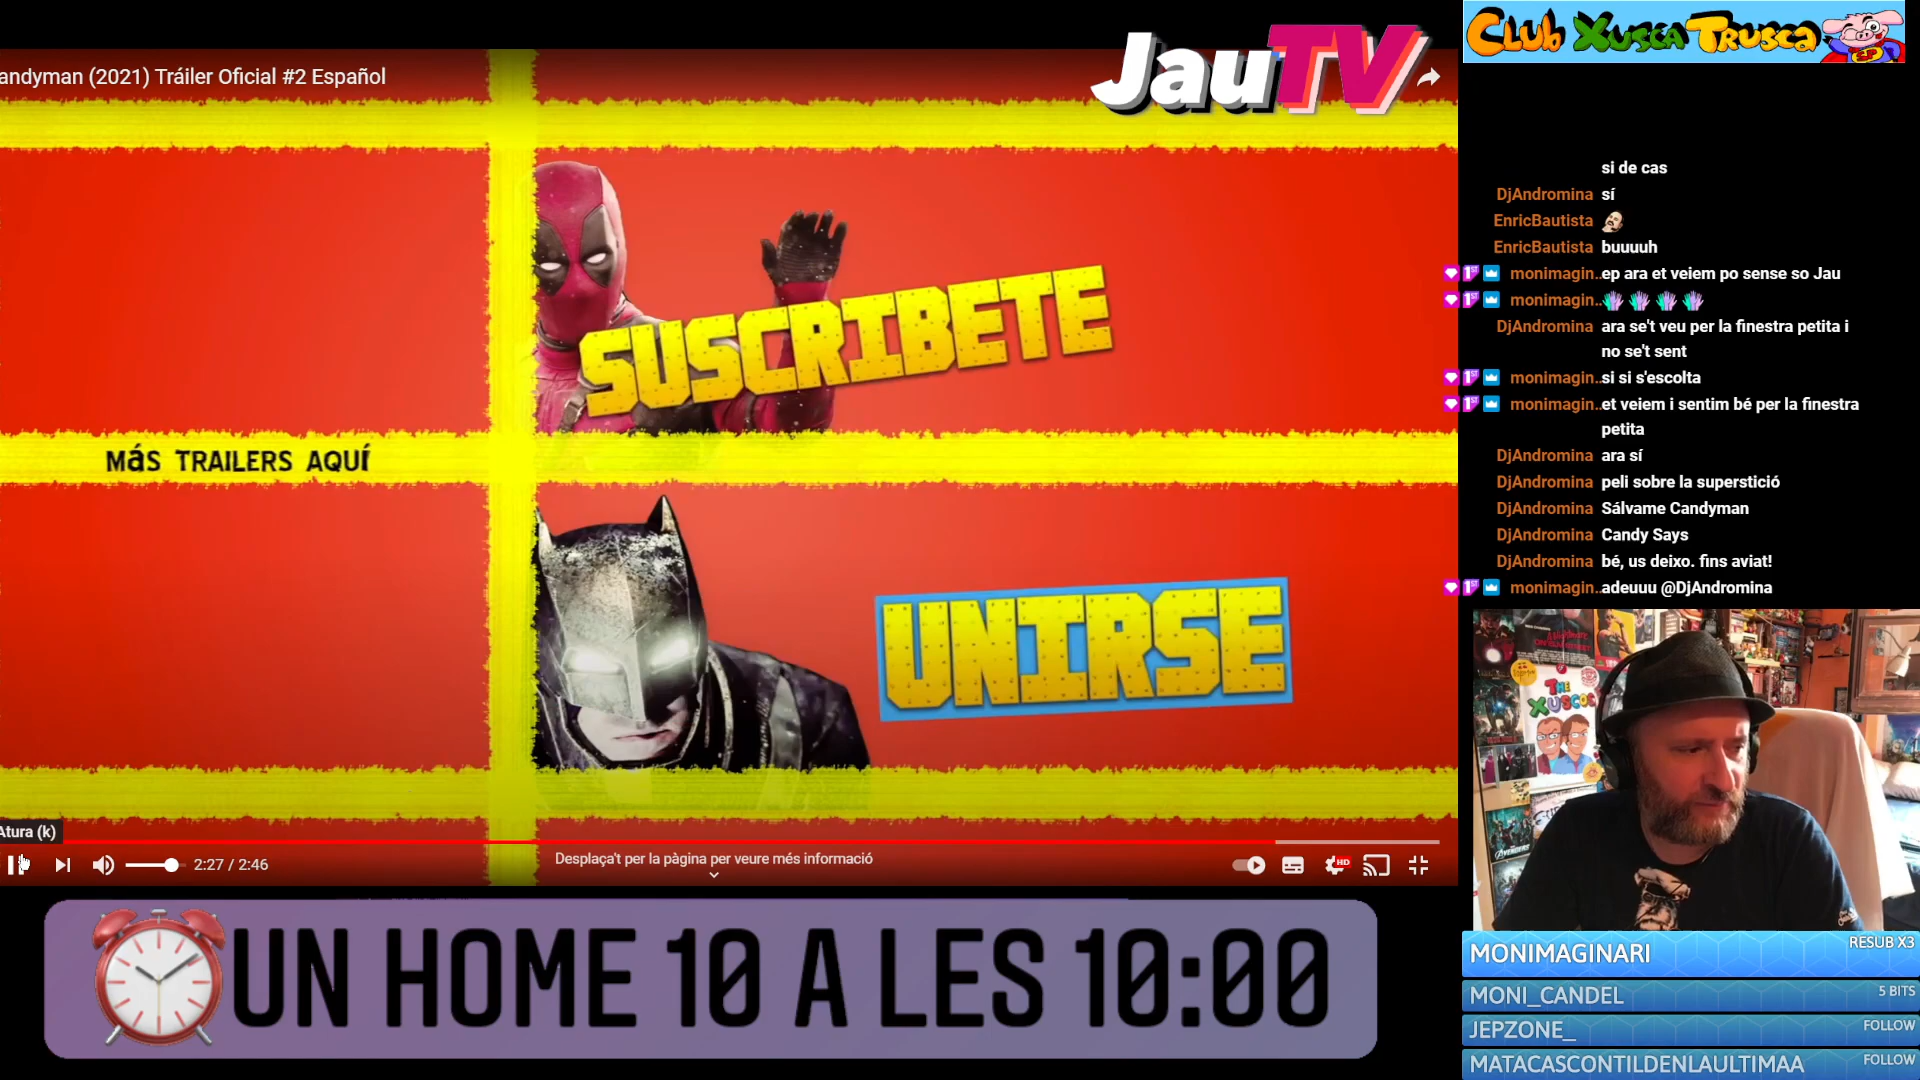 andyman (2021) Tráiler Oficial #2 Español
JauTV
CLUB XUSCA TRUSCA
SUSCRIBETE
MÁS TRAILERS AQUÍ
UNIRSE
Atura (k)
2:27 / 2:46
Desplaça't per la pàgina per veure més informació
HD
UN HOME 10 A LES 10:00
si de cas
DjAndromina sí
EnricBautista
EnricBautista buuuuh
monimagin..ep ara et veiem po sense so Jau
monimagin..
DjAndromina ara se't veu per la finestra petita i
no se't sent
monimagin..si si s'escolta
monimagin..et veiem i sentim bé per la finestra
petita
DjAndromina ara sí
DjAndromina peli sobre la superstició
DjAndromina Sálvame Candyman
DjAndromina Candy Says
DjAndromina bé, us deixo. fins aviat!
monimagin..adeuuu @DjAndromina
THE
XUSCOS
AVENGERS
MONIMAGINARI RESUB X3
MONI_CANDEL 5 BITS
JEPZONE_ FOLLOW
MATACASCONTILDENLAULTIMAA FOLLOW